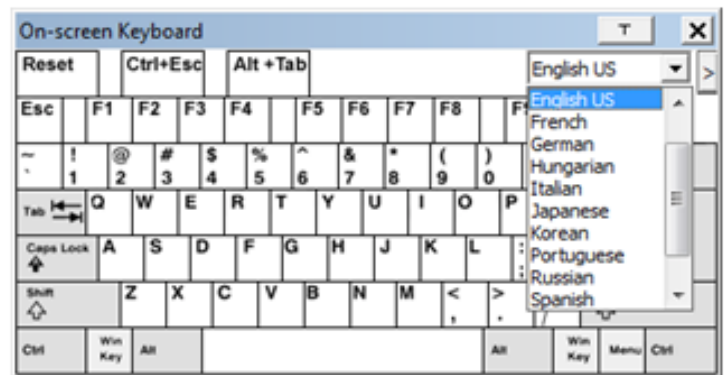 On-screen Keyboard
Reset Ctrl+Esc Alt +Tab English US >
Esc F1 F2 F3 F4 F5 F6 F7 F8
English US
French
German
Hungarian
Italian
Japanese
Korean
Portuguese
Russian
Spanish
~ ! @ # $ % ^ & * ( )
` 1 2 3 4 5 6 7 8 9 0
Tab Q W E R T Y U I O P
Caps Lock A S D F G H J K L :
;
Shift Z X C V B N M < >
, . /
Ctrl Win Key Alt Alt Win Key Menu Ctrl